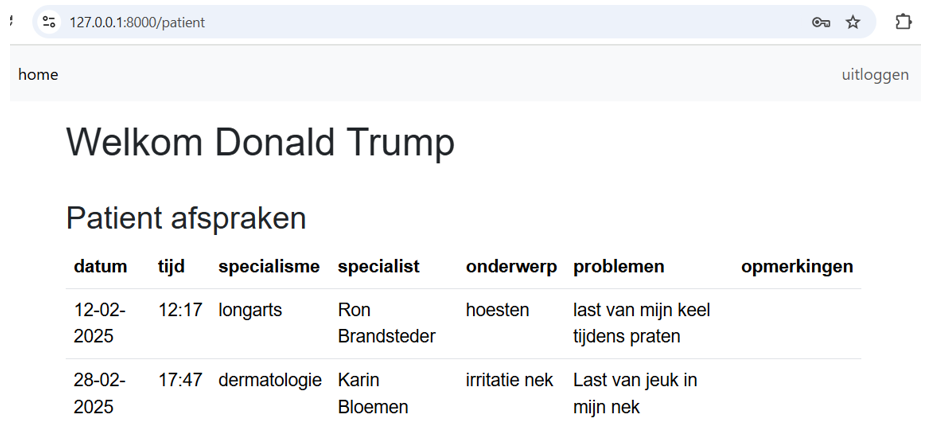 127.0.0.1:8000/patient
home uitloggen
Welkom Donald Trump
Patient afspraken
datum tijd specialisme specialist onderwerp problemen opmerkingen
12-02- 12:17 longarts Ron hoesten last van mijn keel
2025 Brandsteder tijdens praten
28-02- 17:47 dermatologie Karin irritatie nek Last van jeuk in
2025 Bloemen mijn nek